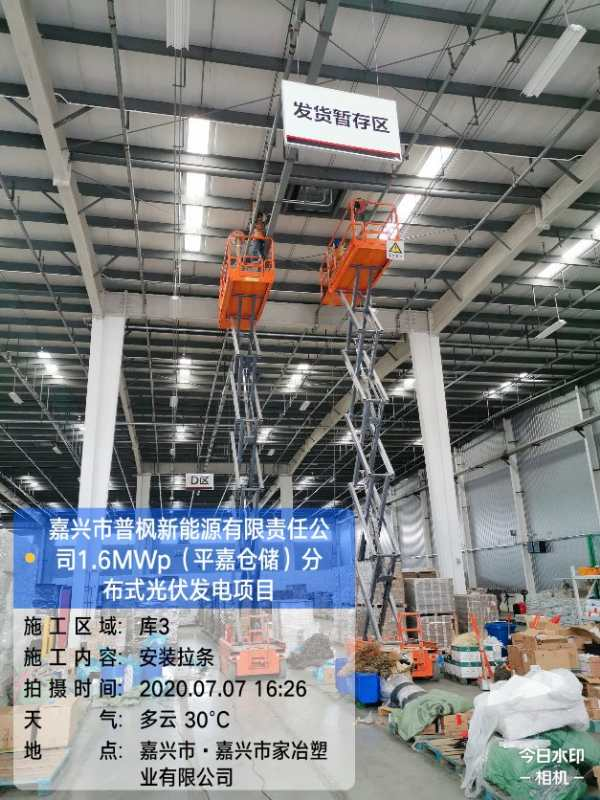 发货暂存区
D区
嘉兴市普枫新能源有限责任公
司1.6MWp（平嘉仓储）分
布式光伏发电项目
施工区域: 库3
施工内容: 安装拉条
拍摄时间: 2020.07.07 16:26
天气: 多云 30℃
地点: 嘉兴市·嘉兴市家冶塑
业有限公司
今日水印
-相机-